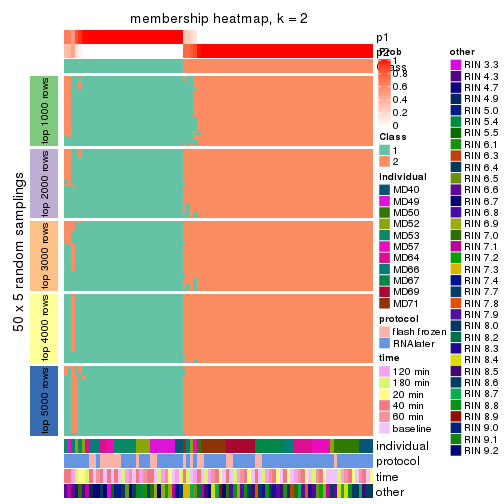 membership heatmap, k = 2
p1
p2
Class
50 x 5 random samplings
top 1000 rows
top 2000 rows
top 3000 rows
top 4000 rows
top 5000 rows
individual
protocol
time
other
Prob
1
0.8
0.6
0.4
0.2
0
Class
1
2
individual
MD40
MD49
MD50
MD52
MD53
MD57
MD64
MD66
MD67
MD69
MD71
protocol
flash frozen
RNAlater
time
120 min
180 min
20 min
40 min
60 min
baseline
other
RIN 3.3
RIN 4.3
RIN 4.7
RIN 4.9
RIN 5.0
RIN 5.4
RIN 5.5
RIN 6.1
RIN 6.3
RIN 6.4
RIN 6.5
RIN 6.6
RIN 6.7
RIN 6.8
RIN 6.9
RIN 7.0
RIN 7.1
RIN 7.2
RIN 7.3
RIN 7.4
RIN 7.7
RIN 7.8
RIN 7.9
RIN 8.0
RIN 8.2
RIN 8.3
RIN 8.4
RIN 8.5
RIN 8.6
RIN 8.7
RIN 8.8
RIN 8.9
RIN 9.0
RIN 9.1
RIN 9.2